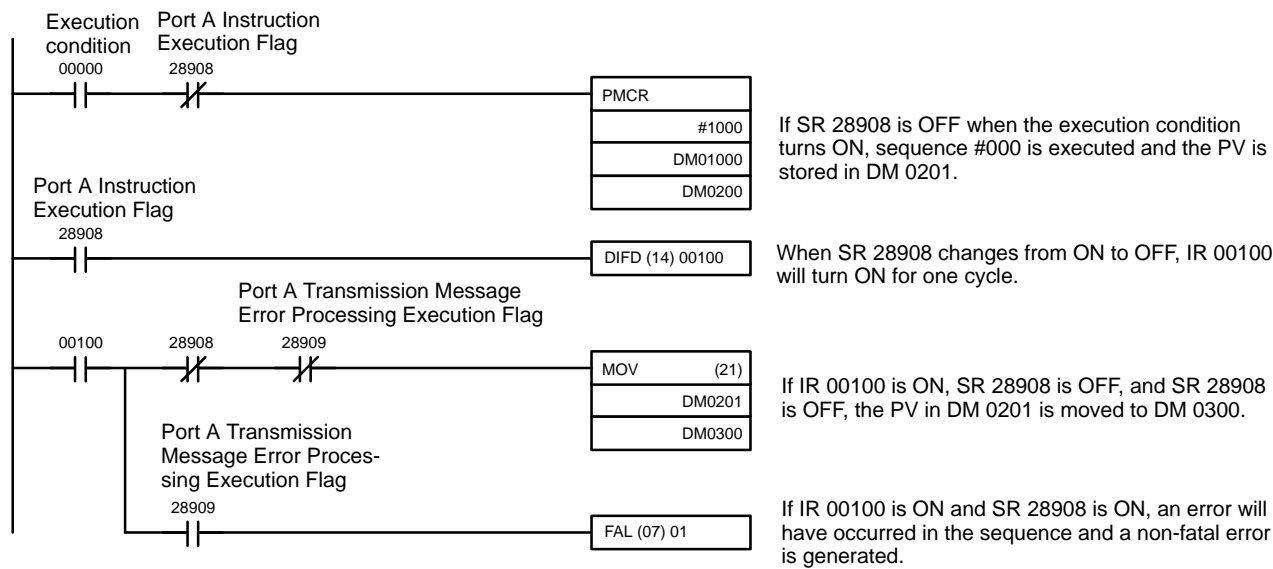 Execution
condition
00000
Port A Instruction
Execution Flag
28908
PMCR
#1000
DM01000
DM0200
If SR 28908 is OFF when the execution condition
turns ON, sequence #000 is executed and the PV is
stored in DM 0201.
Port A Instruction
Execution Flag
28908
DIFD (14) 00100
When SR 28908 changes from ON to OFF, IR 00100
will turn ON for one cycle.
Port A Transmission Message
Error Processing Execution Flag
00100
28908
28909
MOV (21)
DM0201
DM0300
If IR 00100 is ON, SR 28908 is OFF, and SR 28908
is OFF, the PV in DM 0201 is moved to DM 0300.
Port A Transmission
Message Error Proces-
sing Execution Flag
28909
FAL (07) 01
If IR 00100 is ON and SR 28908 is ON, an error will
have occurred in the sequence and a non-fatal error
is generated.